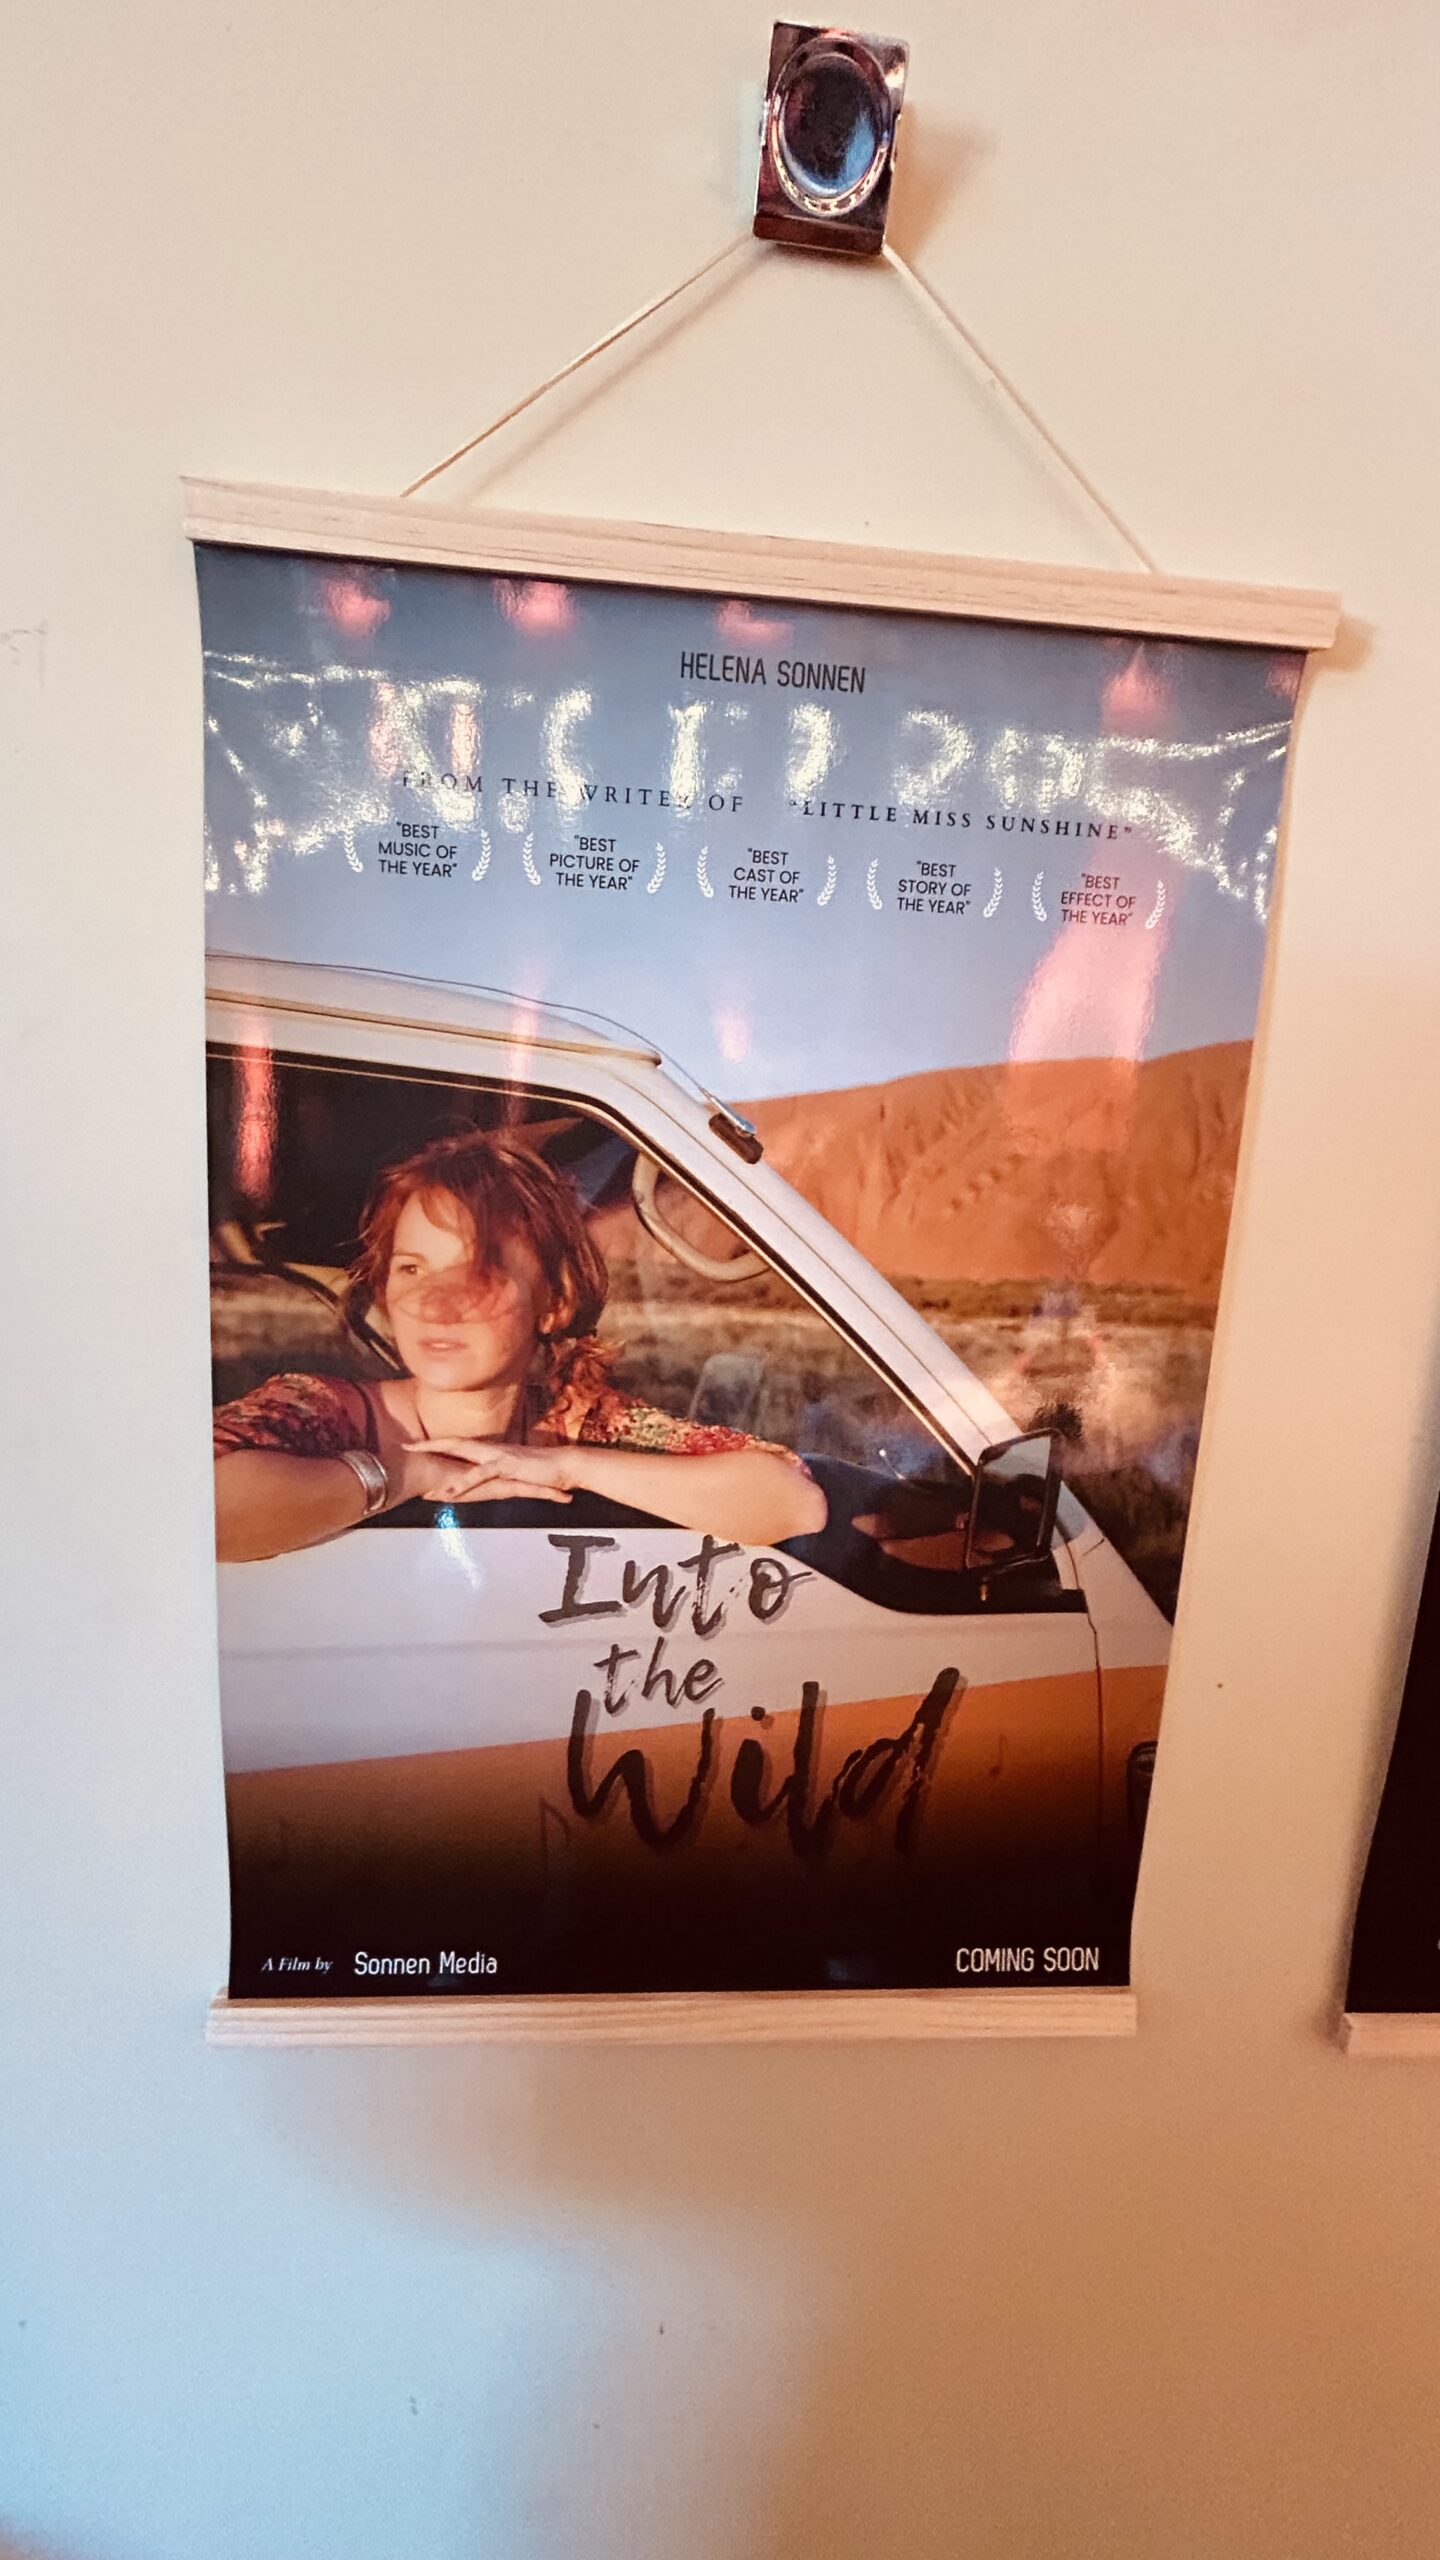 HELENA SONNEN
FROM THE WRITER OF "LITTLE MISS SUNSHINE"
"BEST
MUSIC OF
THE YEAR"
"BEST
PICTURE OF
THE YEAR"
"BEST
CAST OF
THE YEAR"
"BEST
STORY OF
THE YEAR"
"BEST
EFFECT OF
THE YEAR"
Into
the
Wild
A Film by Sonnen Media
COMING SOON